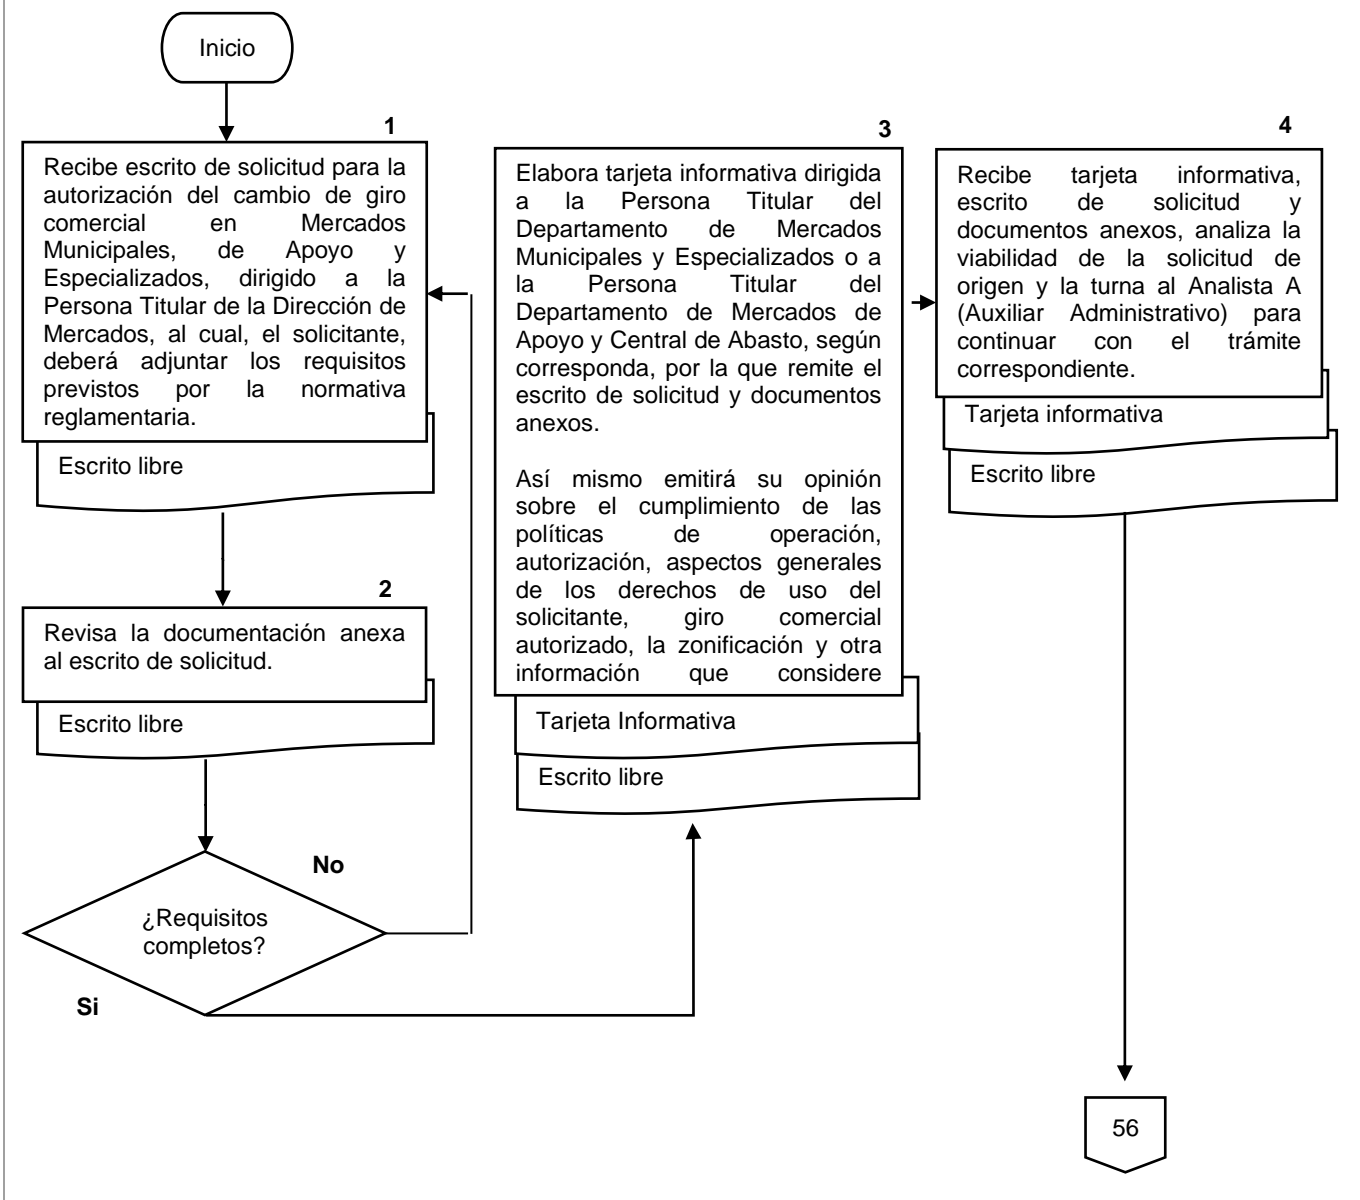 Inicio
1
Recibe escrito de solicitud para la
autorización del cambio de giro
comercial en Mercados
Municipales, de Apoyo y
Especializados, dirigido a la
Persona Titular de la Dirección de
Mercados, al cual, el solicitante,
deberá adjuntar los requisitos
previstos por la normativa
reglamentaria.
Escrito libre
2
Revisa la documentación anexa
al escrito de solicitud.
Escrito libre
¿Requisitos
completos?
No
Si
3
Elabora tarjeta informativa dirigida
a la Persona Titular del
Departamento de Mercados
Municipales y Especializados o a
la Persona Titular del
Departamento de Mercados de
Apoyo y Central de Abasto, según
corresponda, por la que remite el
escrito de solicitud y documentos
anexos.
Así mismo emitirá su opinión
sobre el cumplimiento de las
políticas de operación,
autorización, aspectos generales
de los derechos de uso del
solicitante, giro comercial
autorizado, la zonificación y otra
información que considere
Tarjeta Informativa
Escrito libre
4
Recibe tarjeta informativa,
escrito de solicitud y
documentos anexos, analiza la
viabilidad de la solicitud de
origen y la turna al Analista A
(Auxiliar Administrativo) para
continuar con el trámite
correspondiente.
Tarjeta informativa
Escrito libre
56